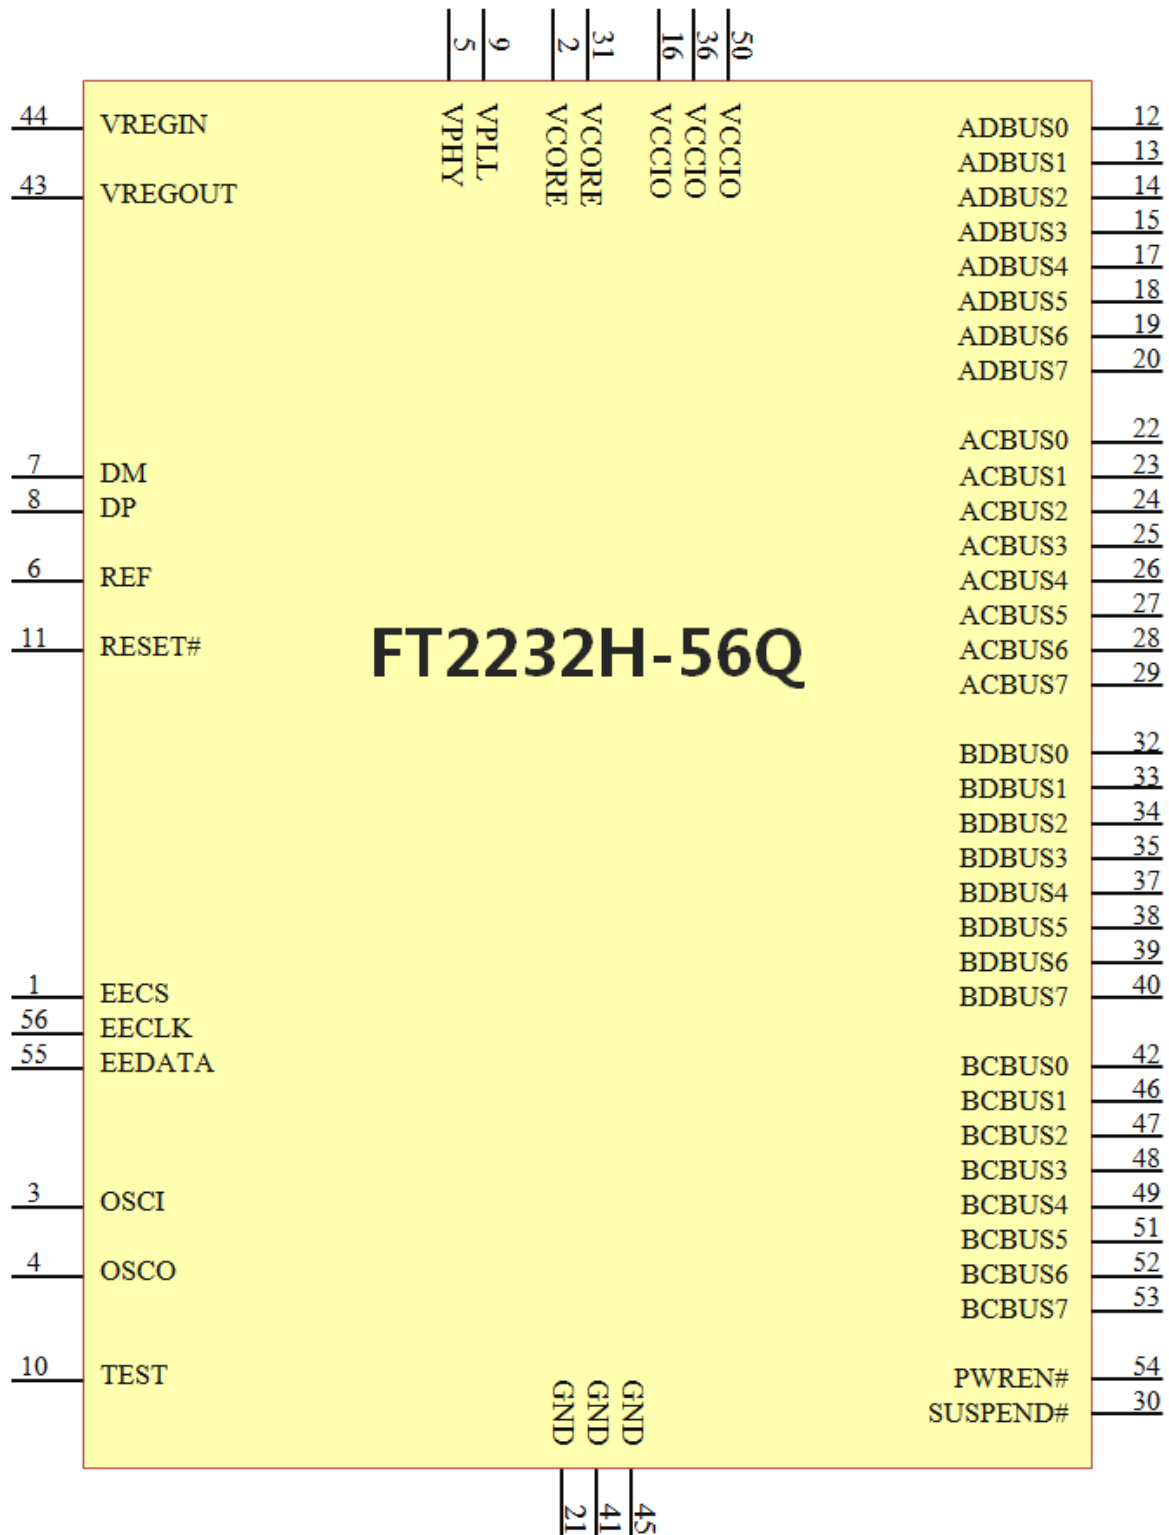 5 9 2 31 16 36 50
VPHY VPLL VCORE VCORE VCCIO VCCIO VCCIO
44 VREGIN
43 VREGOUT
7 DM
8 DP
6 REF
11 RESET#
1 EECS
56 EECLK
55 EEDATA
3 OSCI
4 OSCO
10 TEST
FT2232H-56Q
ADBUS0 12
ADBUS1 13
ADBUS2 14
ADBUS3 15
ADBUS4 17
ADBUS5 18
ADBUS6 19
ADBUS7 20
ACBUS0 22
ACBUS1 23
ACBUS2 24
ACBUS3 25
ACBUS4 26
ACBUS5 27
ACBUS6 28
ACBUS7 29
BDBUS0 32
BDBUS1 33
BDBUS2 34
BDBUS3 35
BDBUS4 37
BDBUS5 38
BDBUS6 39
BDBUS7 40
BCBUS0 42
BCBUS1 46
BCBUS2 47
BCBUS3 48
BCBUS4 49
BCBUS5 51
BCBUS6 52
BCBUS7 53
PWREN# 54
SUSPEND# 30
GND GND GND
21 41 45